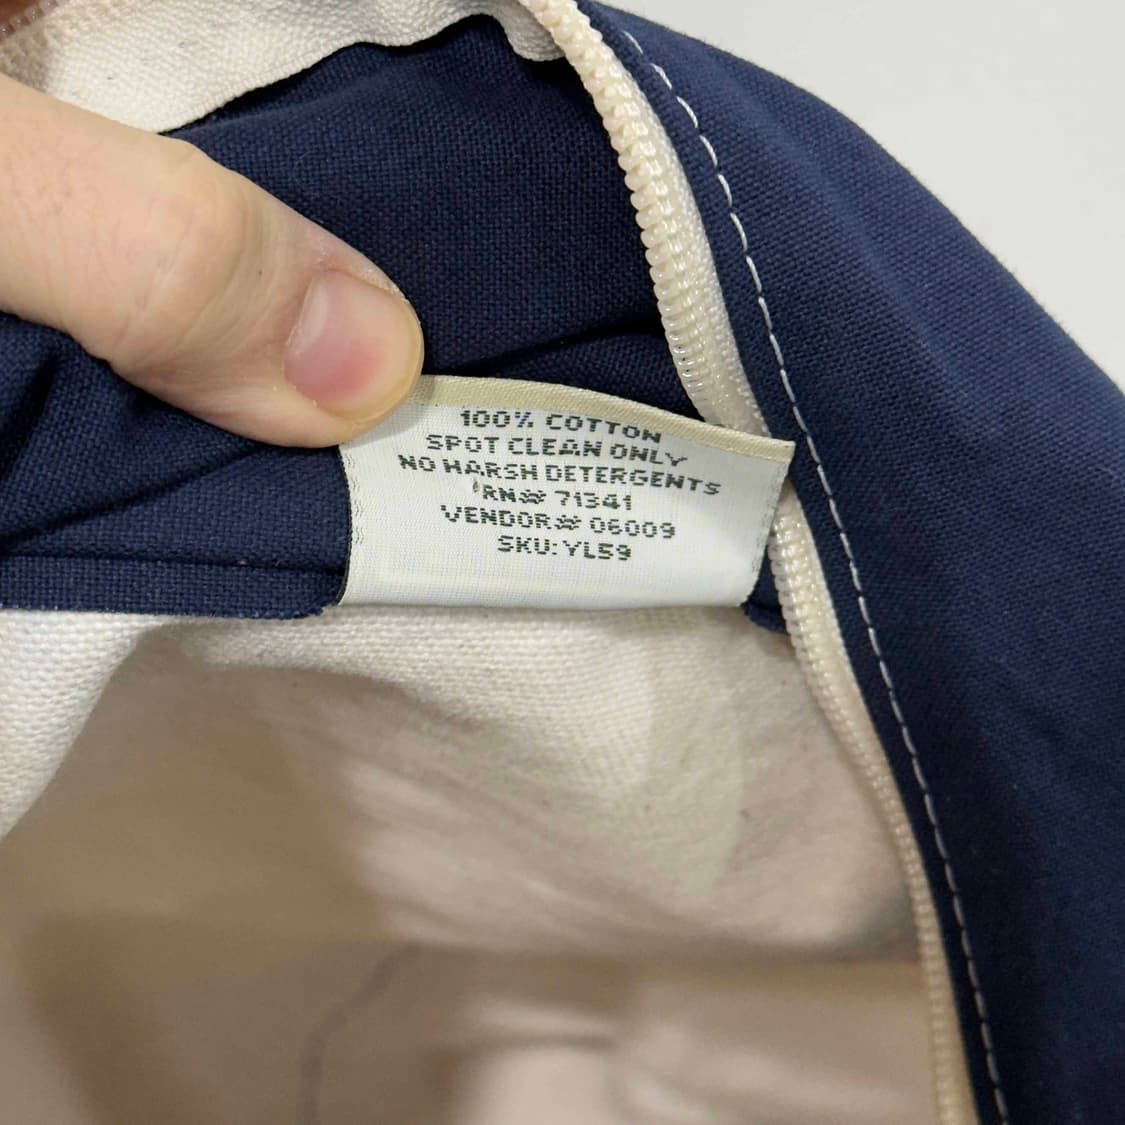 100% COTTON
SPOT CLEAN ONLY
NO HARSH DETERGENTS
RN# 71341
VENDOR# 06009
SKU: YL59